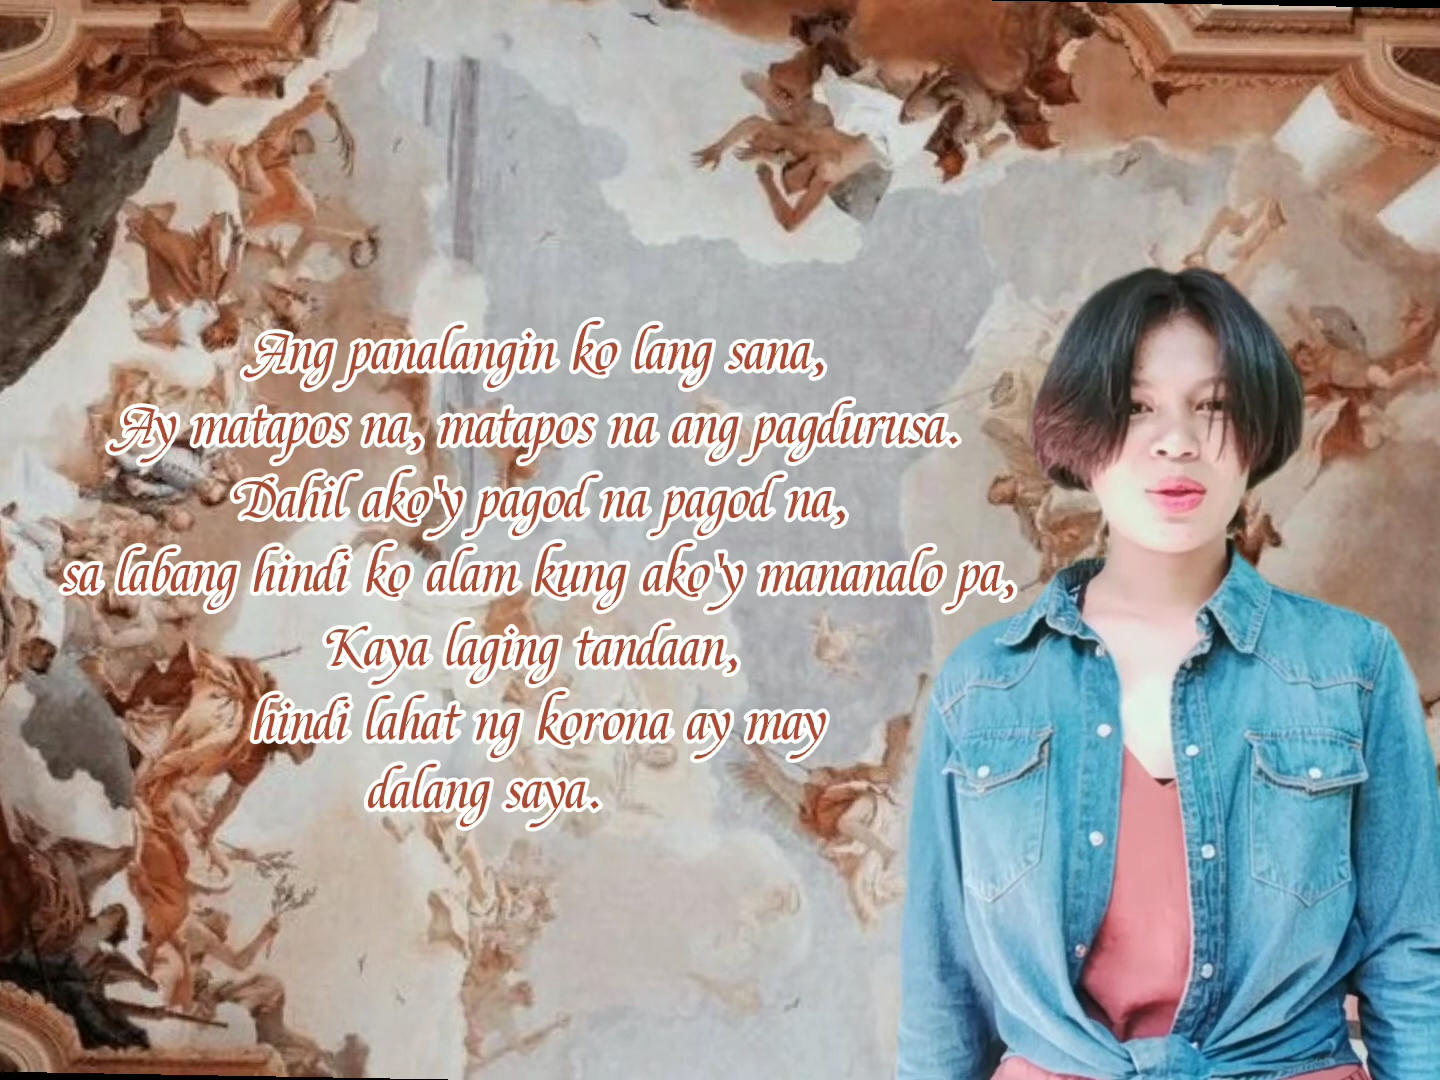 Ang panalangin ko lang sana,
Ay matapos na, matapos na ang pagdurusa.
Dahil ako'y pagod na pagod na,
sa labang hindi ko alam kung ako'y mananalo pa,
Kaya laging tandaan,
hindi lahat ng korona ay may
dalang saya.